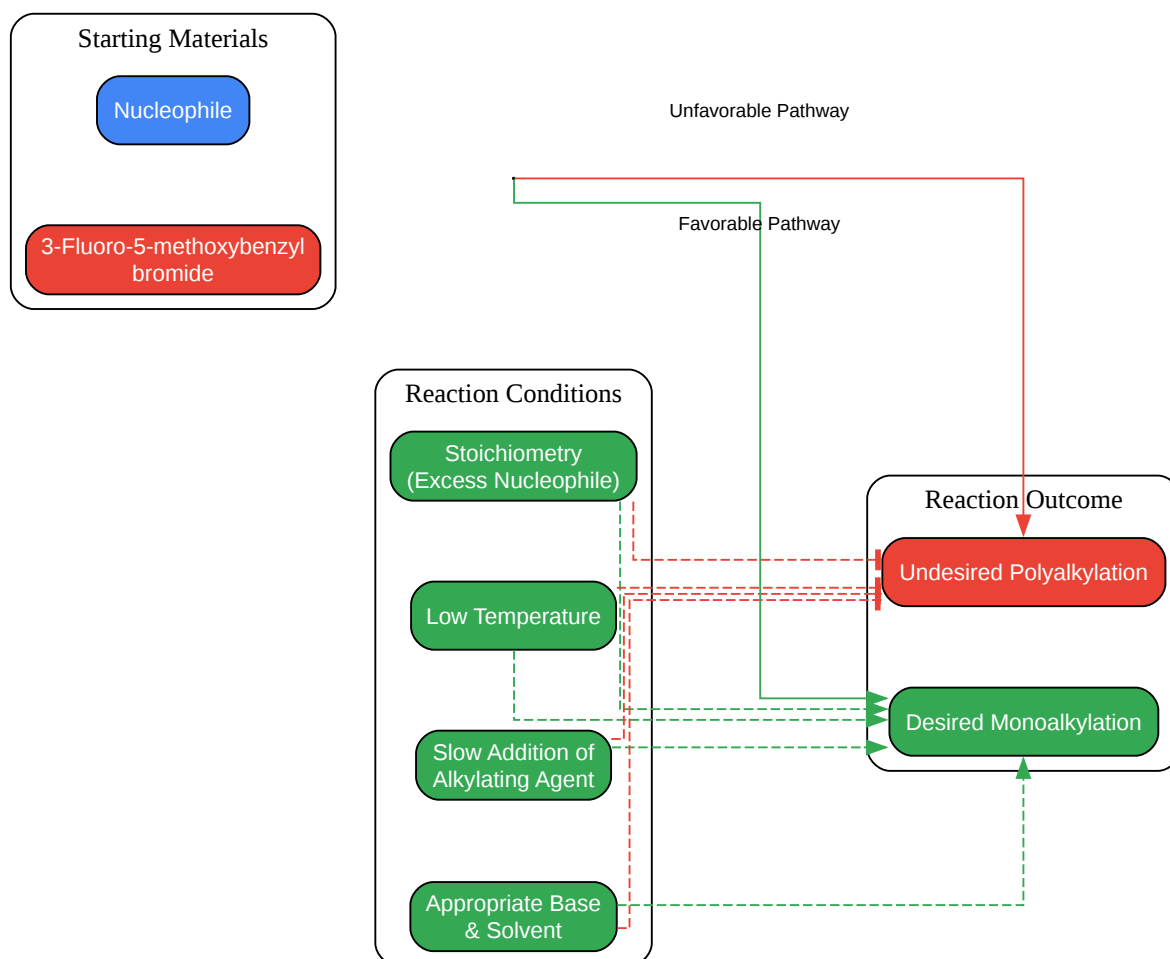 Starting Materials
Nucleophile
3-Fluoro-5-methoxybenzyl
bromide
Unfavorable Pathway
Favorable Pathway
Reaction Conditions
Stoichiometry
(Excess Nucleophile)
Low Temperature
Slow Addition of
Alkylating Agent
Appropriate Base
& Solvent
Reaction Outcome
Undesired Polyalkylation
Desired Monoalkylation